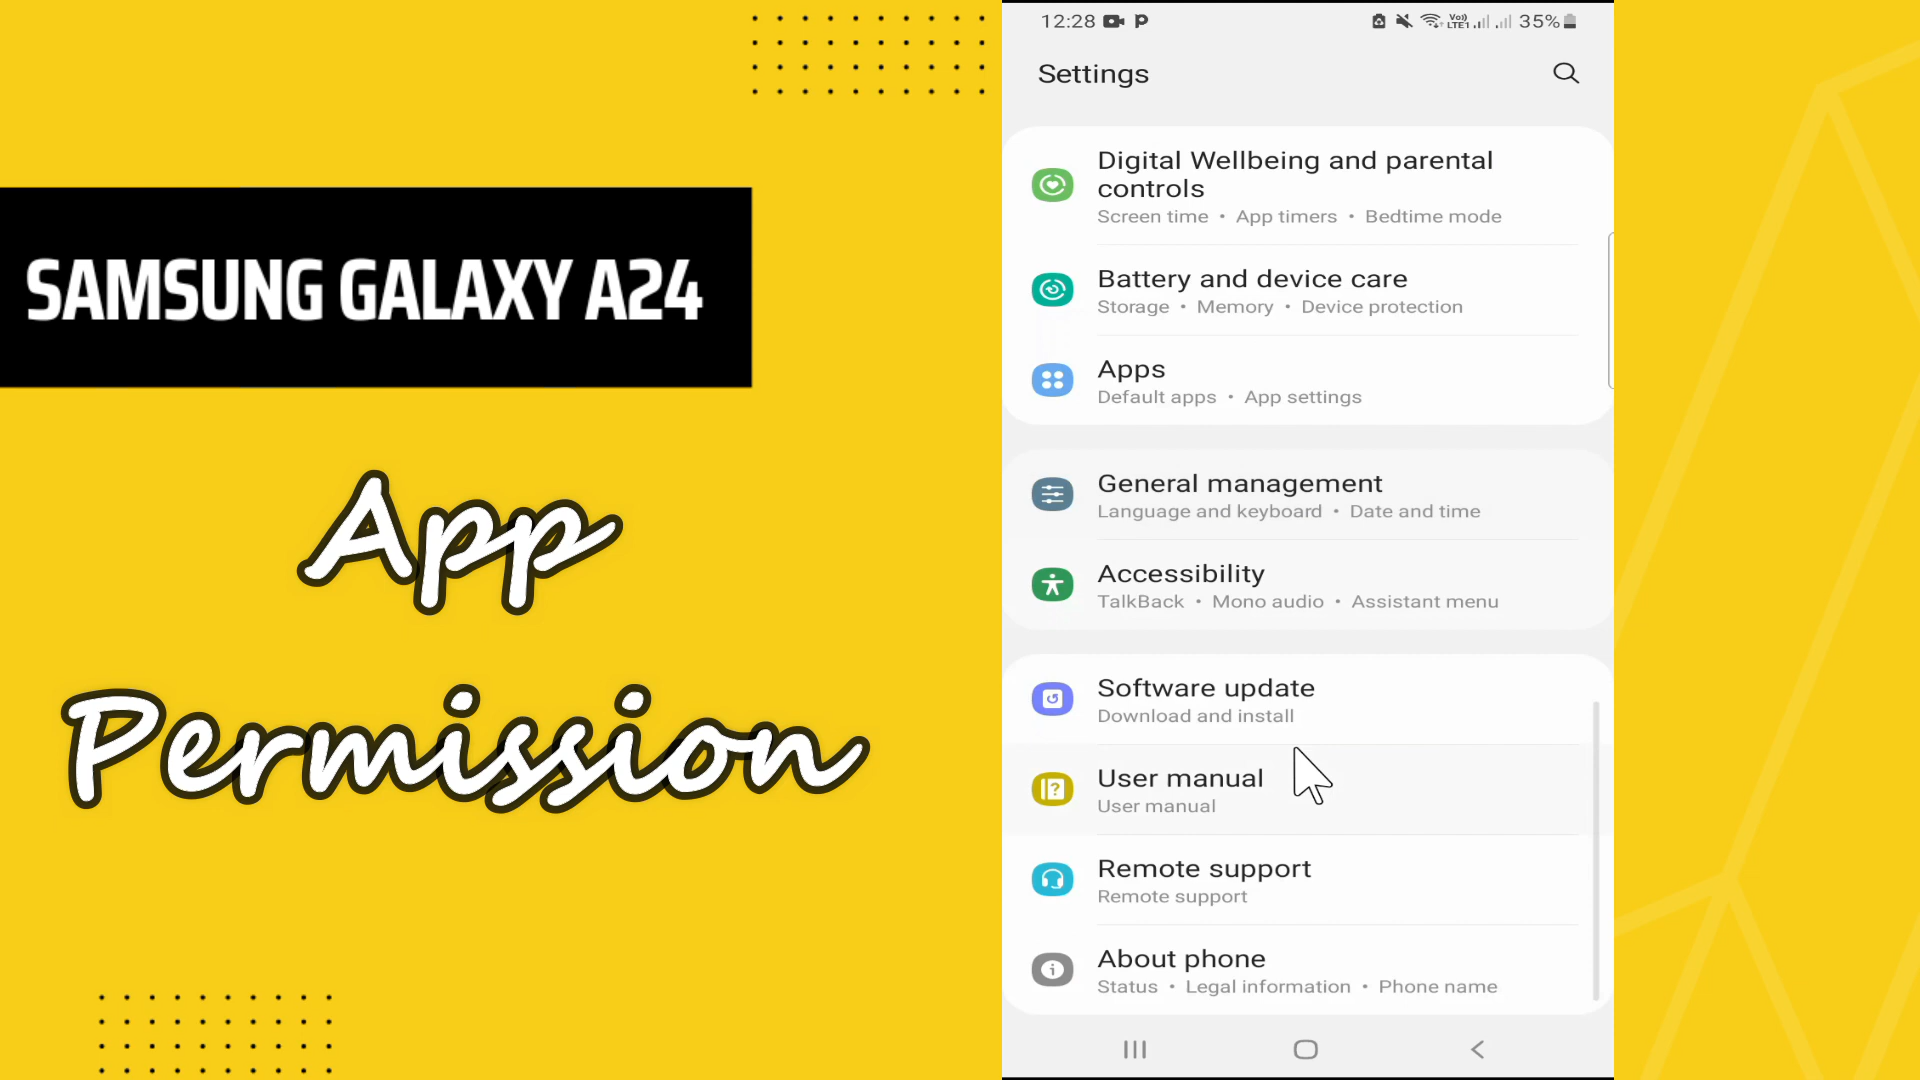 SAMSUNG GALAXY A24
App
Permission
12:28 P Vo)) LTE1 35%
Settings
Digital Wellbeing and parental
controls
Screen time • App timers • Bedtime mode
Battery and device care
Storage • Memory • Device protection
Apps
Default apps • App settings
General management
Language and keyboard • Date and time
Accessibility
TalkBack • Mono audio • Assistant menu
Software update
Download and install
User manual
User manual
Remote support
Remote support
About phone
Status • Legal information • Phone name